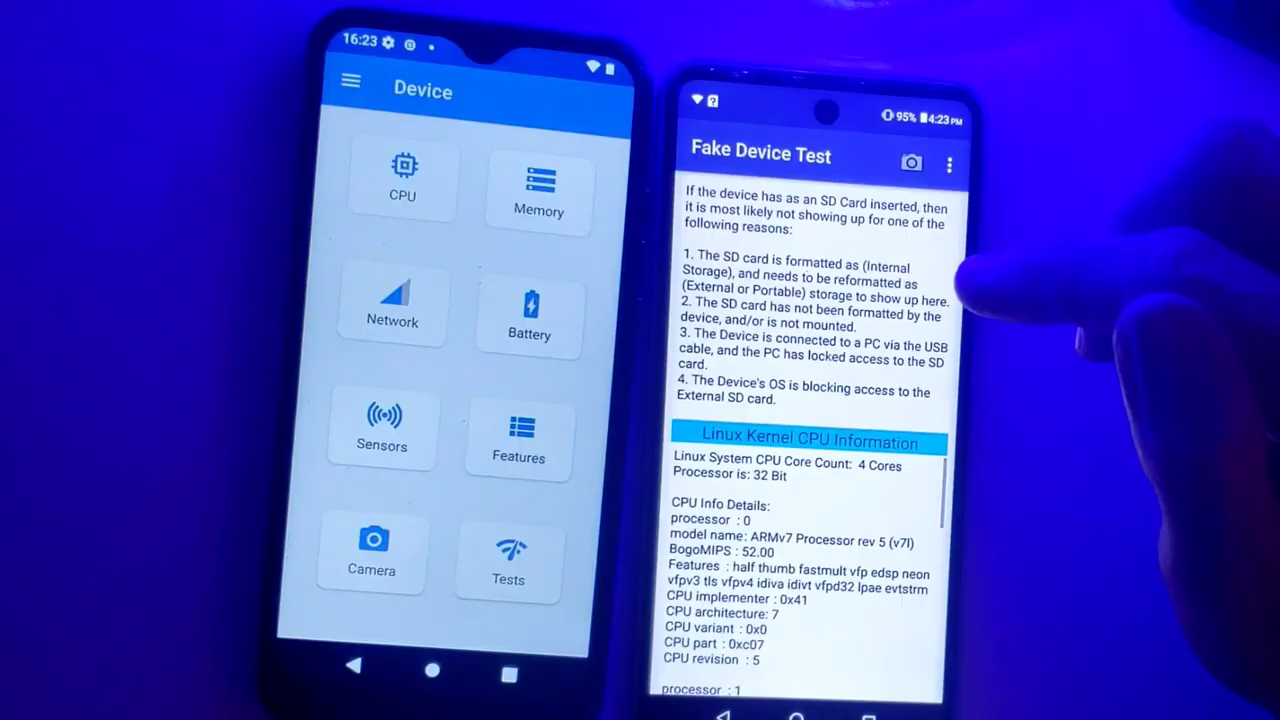 16:23
Device
CPU
Memory
Network
Battery
Sensors
Features
Camera
Tests
95% 4:23 PM
Fake Device Test
If the device has as an SD Card inserted, then
it is most likely not showing up for one of the
following reasons:
1. The SD card is formatted as (Internal
Storage), and needs to be reformatted as
(External or Portable) storage to show up here.
2. The SD card has not been formatted by the
device, and/or is not mounted.
3. The Device is connected to a PC via the USB
cable, and the PC has locked access to the SD
card.
4. The Device's OS is blocking access to the
External SD card.
Linux Kernel CPU Information
Linux System CPU Core Count: 4 Cores
Processor is: 32 Bit
CPU Info Details:
processor : 0
model name: ARMv7 Processor rev 5 (v7l)
BogoMIPS : 52.00
Features : half thumb fastmult vfp edsp neon
vfpv3 tls vfpv4 idiva idivt vfpd32 lpae evtstrm
CPU implementer : 0x41
CPU architecture: 7
CPU variant : 0x0
CPU part : 0xc07
CPU revision : 5
processor : 1